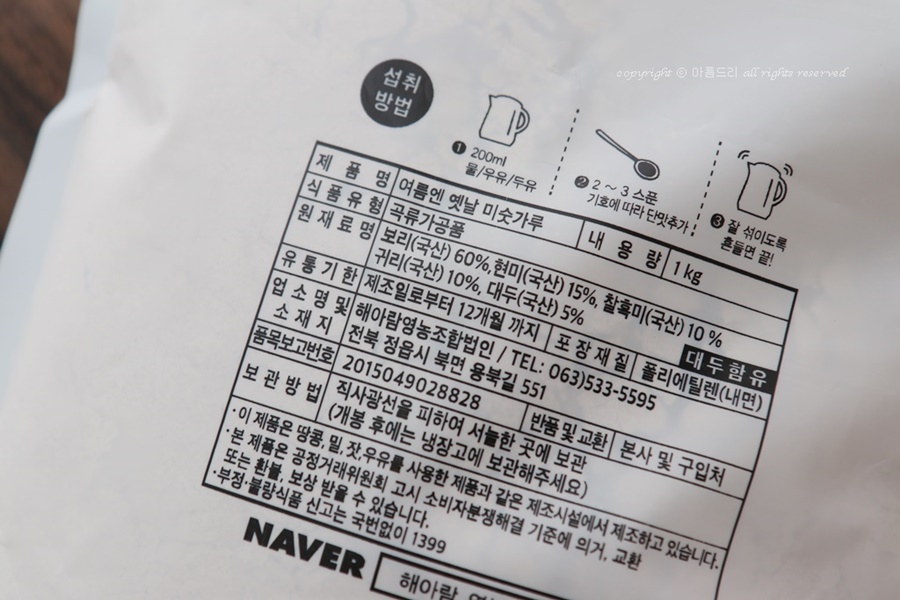 copyright © 아름드리 all rights reserved
섭취
방법
❶ 200ml
물/우유/두유
❷ 2 ~ 3 스푼
기호에 따라 단맛추가
❸ 잘 섞이도록
흔들면 끝!
제 품 명 여름엔 옛날 미숫가루 내 용 량 1 kg
식 품 유 형 곡류가공품
원 재 료 명 보리(국산) 60%, 현미(국산) 15%, 찰흑미(국산) 10 %
귀리(국산) 10%, 대두(국산) 5%
대 두 함 유
유 통 기 한 제조일로부터 12개월 까지 포 장 재 질 폴리에틸렌(내면)
업 소 명 및
소 재 지
해아람영농조합법인 / TEL: 063)533-5595
전북 정읍시 북면 용북길 551
품목보고번호 2015049028828 반품 및 교환 본사 및 구입처
보 관 방 법 직사광선을 피하여 서늘한 곳에 보관
(개봉 후에는 냉장고에 보관해주세요)
·이 제품은 땅콩, 밀, 잣, 우유를 사용한 제품과 같은 제조시설에서 제조하고 있습니다.
·본 제품은 공정거래위원회 고시 소비자분쟁해결 기준에 의거, 교환
또는 환불, 보상 받을 수 있습니다.
·부정·불량식품 신고는 국번없이 1399
NAVER
해아람